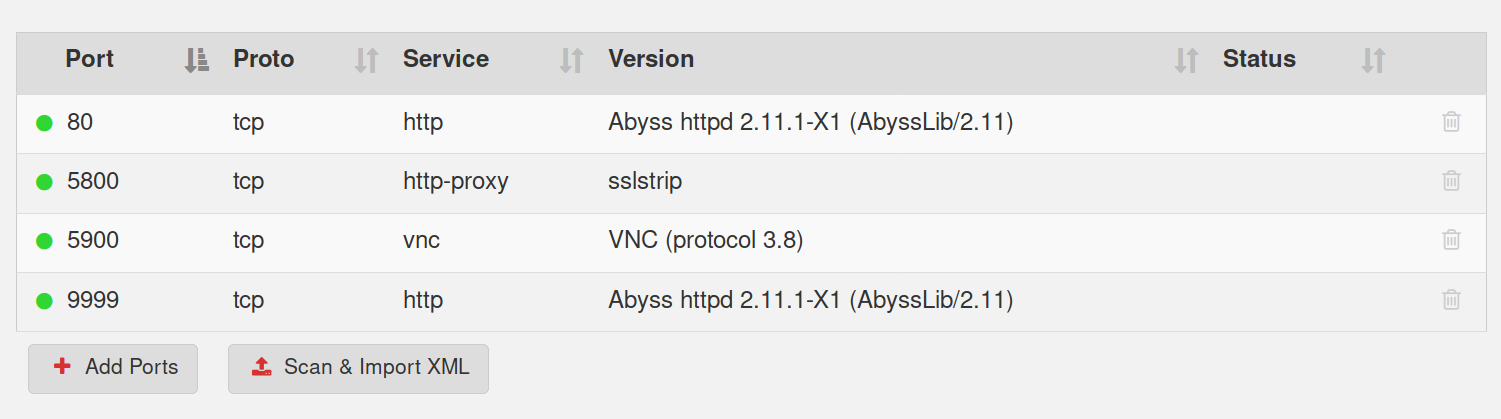 Port Proto Service Version Status
80 tcp http Abyss httpd 2.11.1-X1 (AbyssLib/2.11)
5800 tcp http-proxy sslstrip
5900 tcp vnc VNC (protocol 3.8)
9999 tcp http Abyss httpd 2.11.1-X1 (AbyssLib/2.11)
Add Ports Scan & Import XML